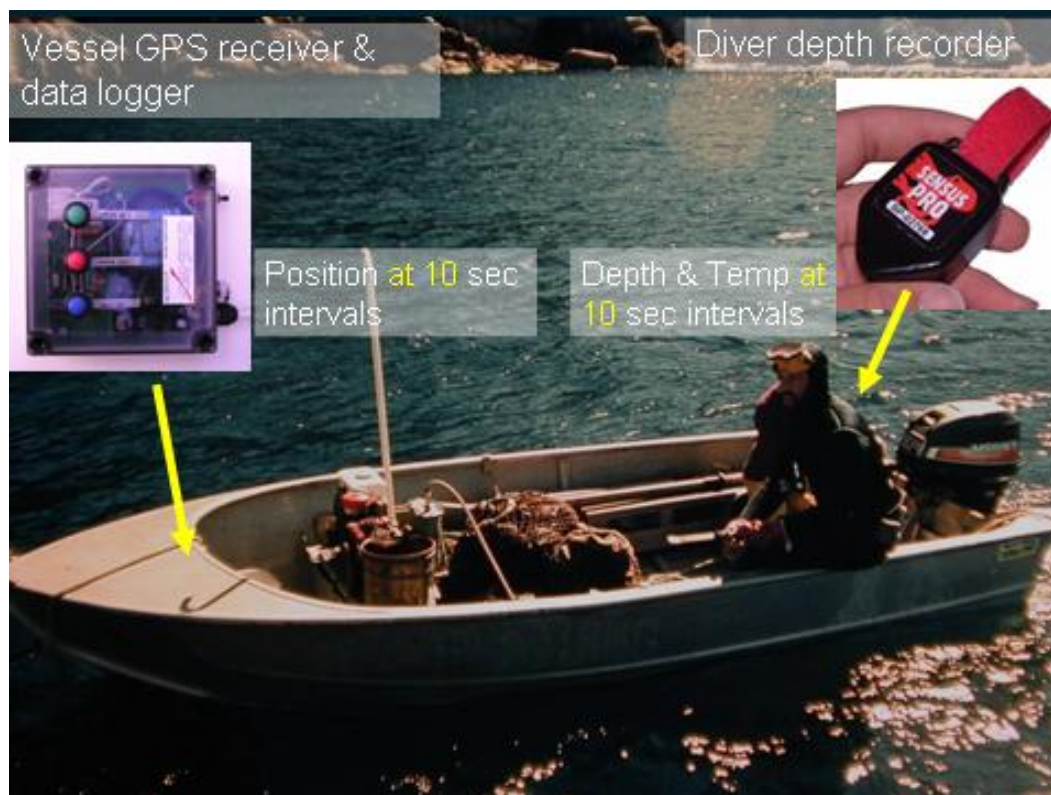 Vessel GPS receiver &
data logger
Diver depth recorder
SENSUS
PRO
Position at 10 sec
intervals
Depth & Temp at
10 sec intervals